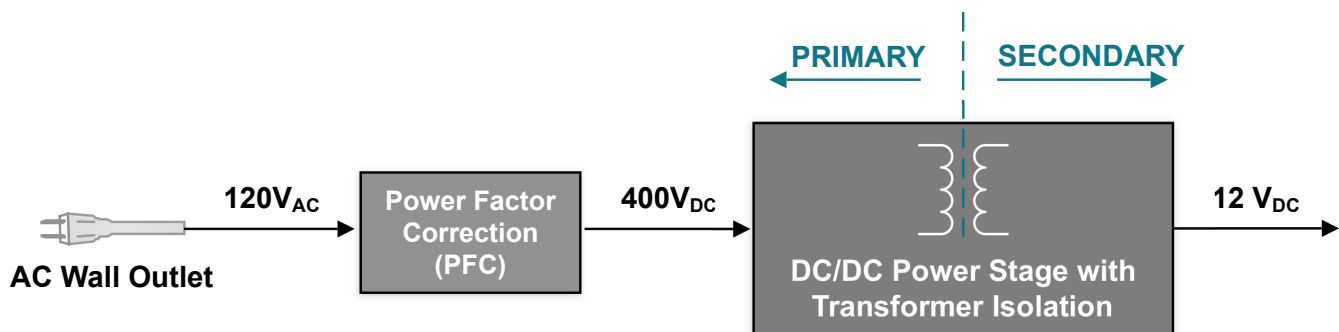 PRIMARY
SECONDARY
120VAC
400VDC
12 VDC
Power Factor
Correction
(PFC)
AC Wall Outlet
DC/DC Power Stage with
Transformer Isolation